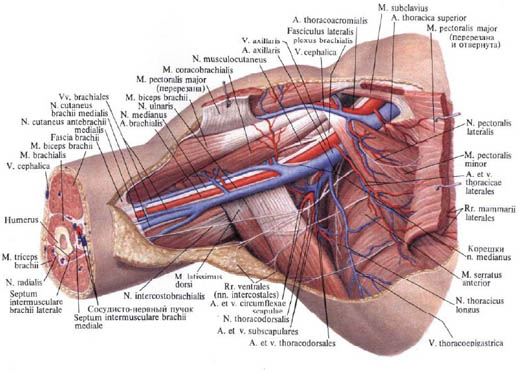 M. subclavius
A. thoracoacromialis
A. thoracica superior
Fasciculus lateralis
plexus brachialis
M. pectoralis major
(перерезана
и отвернута)
V. axillaris
A. axillaris
V. cephalica
N. musculocutaneus
M. coracobrachialis
M. pectoralis major
(перерезана)
M. biceps brachii
N. ulnaris
N. medianus
A. brachialis
Vv. brachiales
N. cutaneus
brachii medialis
N. cutaneus antebrachii
medialis
Fascia brachii
M. biceps brachii
M. brachialis
V. cephalica
Humerus
M. triceps
brachii
N. radialis
Septum
intermusculare
brachii laterale
Сосудисто-нервный пучок
Septum intermusculare brachii
mediale
N. intercostobrachialis
M. latissimus
dorsi
Rr. ventrales
(nn. intercostales)
A. et v. circumflexae
scapulae
N. thoracodorsalis
A. et v. subscapulares
A. et v. thoracodorsales
N. pectoralis
lateralis
M. pectoralis
minor
A. et v.
thoracicae
laterales
Rr. mammarii
laterales
Корешки
n. medianus
M. serratus
anterior
N. thoracicus
longus
V. thoracoepigastrica